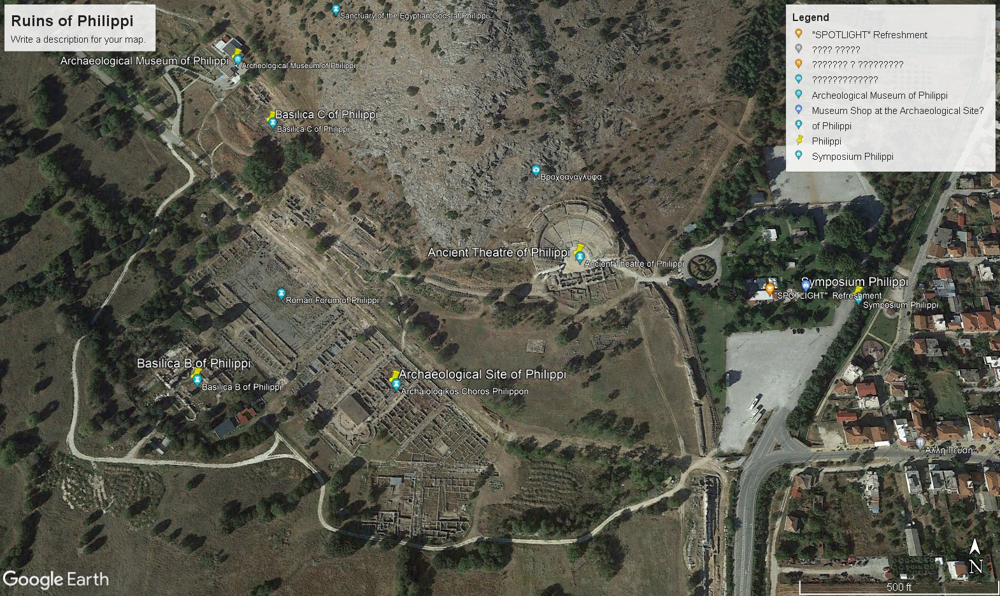 Ruins of Philippi
Write a description for your map.
Sanctuary of the Egyptian Gods at Philippi
Archaeological Museum of Philippi
Archeological Museum of Philippi
Basilica C of Philippi
Basilica C of Philippi
Βραχοανάγλυφα
Ancient Theatre of Philippi
Ancient Theatre of Philippi
Roman Forum of Philippi
Symposium Philippi
"SPOTLIGHT" Refreshment
Symposium Philippi
Basilica B of Philippi
Basilica B of Philippi
Archaeological Site of Philippi
Archaiologikos Choros Philippon
Άλλη Γεύση
Legend
"SPOTLIGHT" Refreshment
???? ?????
??????? ? ?????????
?????????????
Archeological Museum of Philippi
Museum Shop at the Archaeological Site?
of Philippi
Philippi
Symposium Philippi
N
500 ft
Google Earth